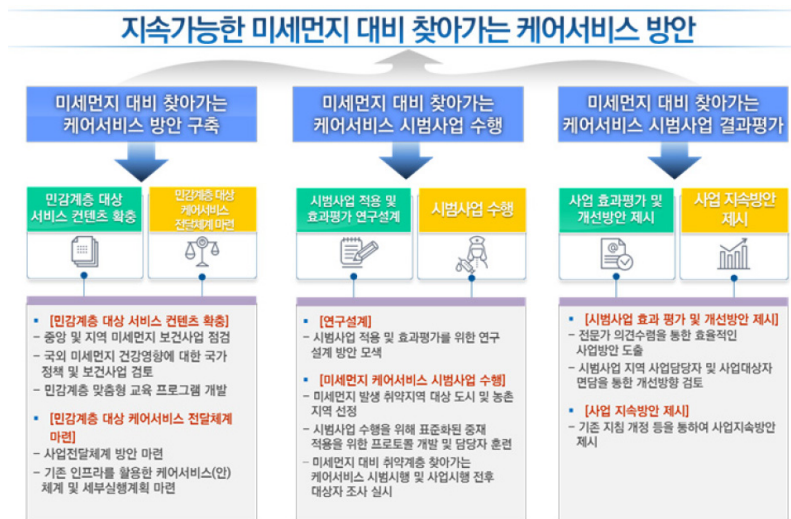 지속가능한 미세먼지 대비 찾아가는 케어서비스 방안
미세먼지 대비 찾아가는
케어서비스 방안 구축
민감계층 대상
서비스 컨텐츠 확충
민감계층 대상
케어서비스
전달체계 마련
[민감계층 대상 서비스 컨텐츠 확충]
– 중앙 및 지역 미세먼지 보건사업 점검
– 국외 미세먼지 건강영향에 대한 국가
정책 및 보건사업 검토
– 민감계층 맞춤형 교육 프로그램 개발
[민감계층 대상 케어서비스 전달체계
마련]
– 사업전달체계 방안 마련
– 기존 인프라를 활용한 케어서비스(안)
체계 및 세부실행계획 마련
미세먼지 대비 찾아가는
케어서비스 시범사업 수행
시범사업 적용 및
효과평가 연구설계
시범사업 수행
[연구설계]
– 시범사업 적용 및 효과평가를 위한 연구
설계 방안 모색
[미세먼지 케어서비스 시범사업 수행]
– 미세먼지 발생 취약지역 대상 도시 및 농촌
지역 선정
– 시범사업 수행을 위해 표준화된 중재
적용을 위한 프로토콜 개발 및 담당자 훈련
– 미세먼지 대비 취약계층 찾아가는
케어서비스 시범시행 및 사업시행 전후
대상자 조사 실시
미세먼지 대비 찾아가는
케어서비스 시범사업 결과평가
사업 효과평가 및
개선방안 제시
사업 지속방안
제시
[시범사업 효과 평가 및 개선방안 제시]
– 전문가 의견수렴을 통한 효율적인
사업방안 도출
– 시범사업 지역 사업담당자 및 사업대상자
면담을 통한 개선방향 검토
[사업 지속방안 제시]
– 기존 지침 개정 등을 통하여 사업지속방안
제시